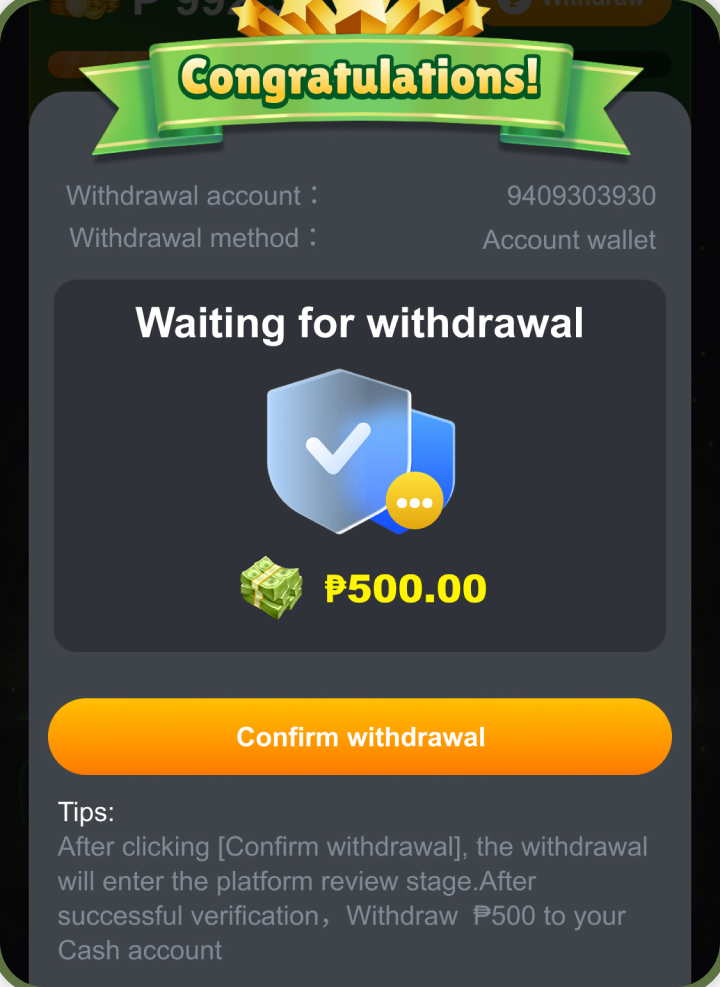 Withdraw
Congratulations!
Withdrawal account： 9409303930
Withdrawal method： Account wallet
Waiting for withdrawal
₱500.00
Confirm withdrawal
Tips:
After clicking [Confirm withdrawal], the withdrawal
will enter the platform review stage.After
successful verification，Withdraw ₱500 to your
Cash account